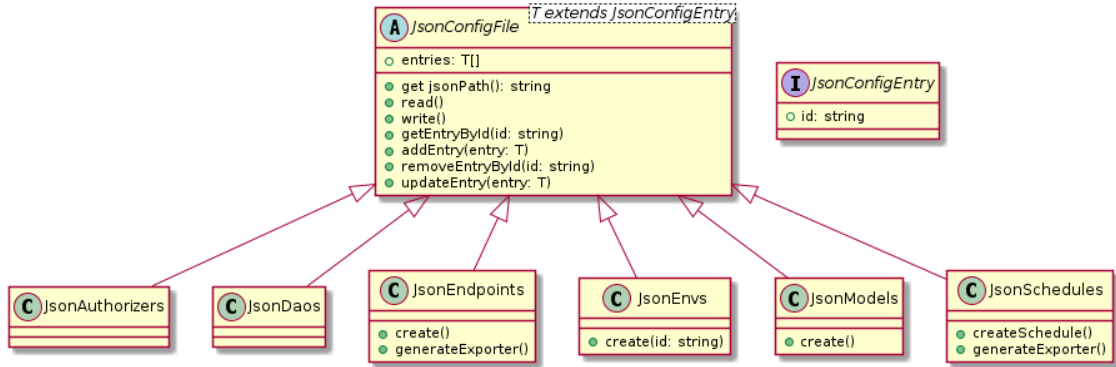 T extends JsonConfigEntry
A JsonConfigFile
entries: T[]
get jsonPath(): string
read()
write()
getEntryById(id: string)
addEntry(entry: T)
removeEntryById(id: string)
updateEntry(entry: T)
I JsonConfigEntry
id: string
C JsonAuthorizers
C JsonDaos
C JsonEndpoints
create()
generateExporter()
C JsonEnvs
create(id: string)
C JsonModels
create()
C JsonSchedules
createSchedule()
generateExporter()